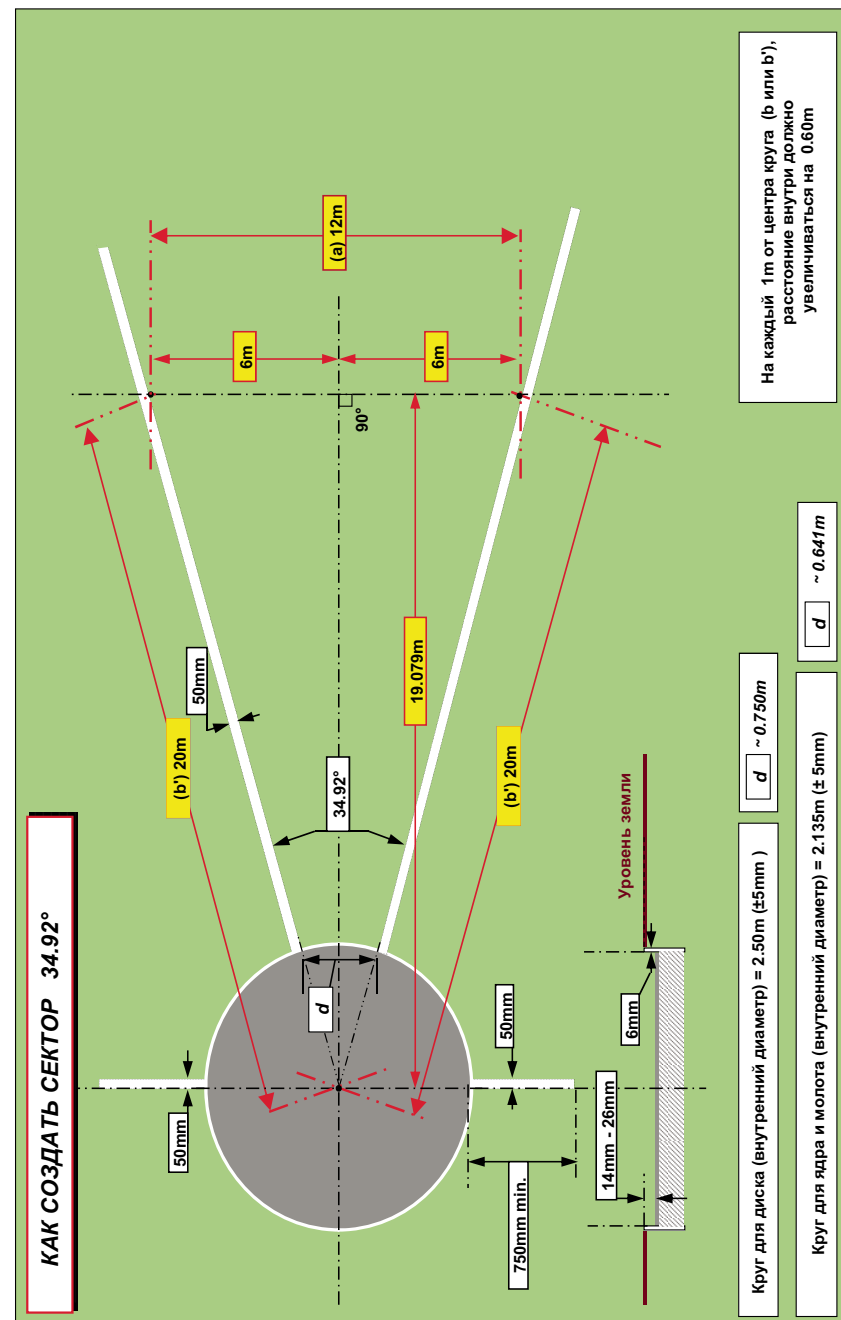 КАК СОЗДАТЬ СЕКТОР 34.92°
50mm
(b') 20m
50mm
d
34.92°
19.079m
90°
6m
6m
(a) 12m
(b') 20m
50mm
750mm min.
14mm - 26mm
6mm
Уровень земли
Круг для диска (внутренний диаметр) = 2.50m (±5mm )
d ~ 0.750m
Круг для ядра и молота (внутренний диаметр) = 2.135m (± 5mm)
d ~ 0.641m
На каждый 1m от центра круга (b или b'),
расстояние внутри должно
увеличиваться на 0.60m